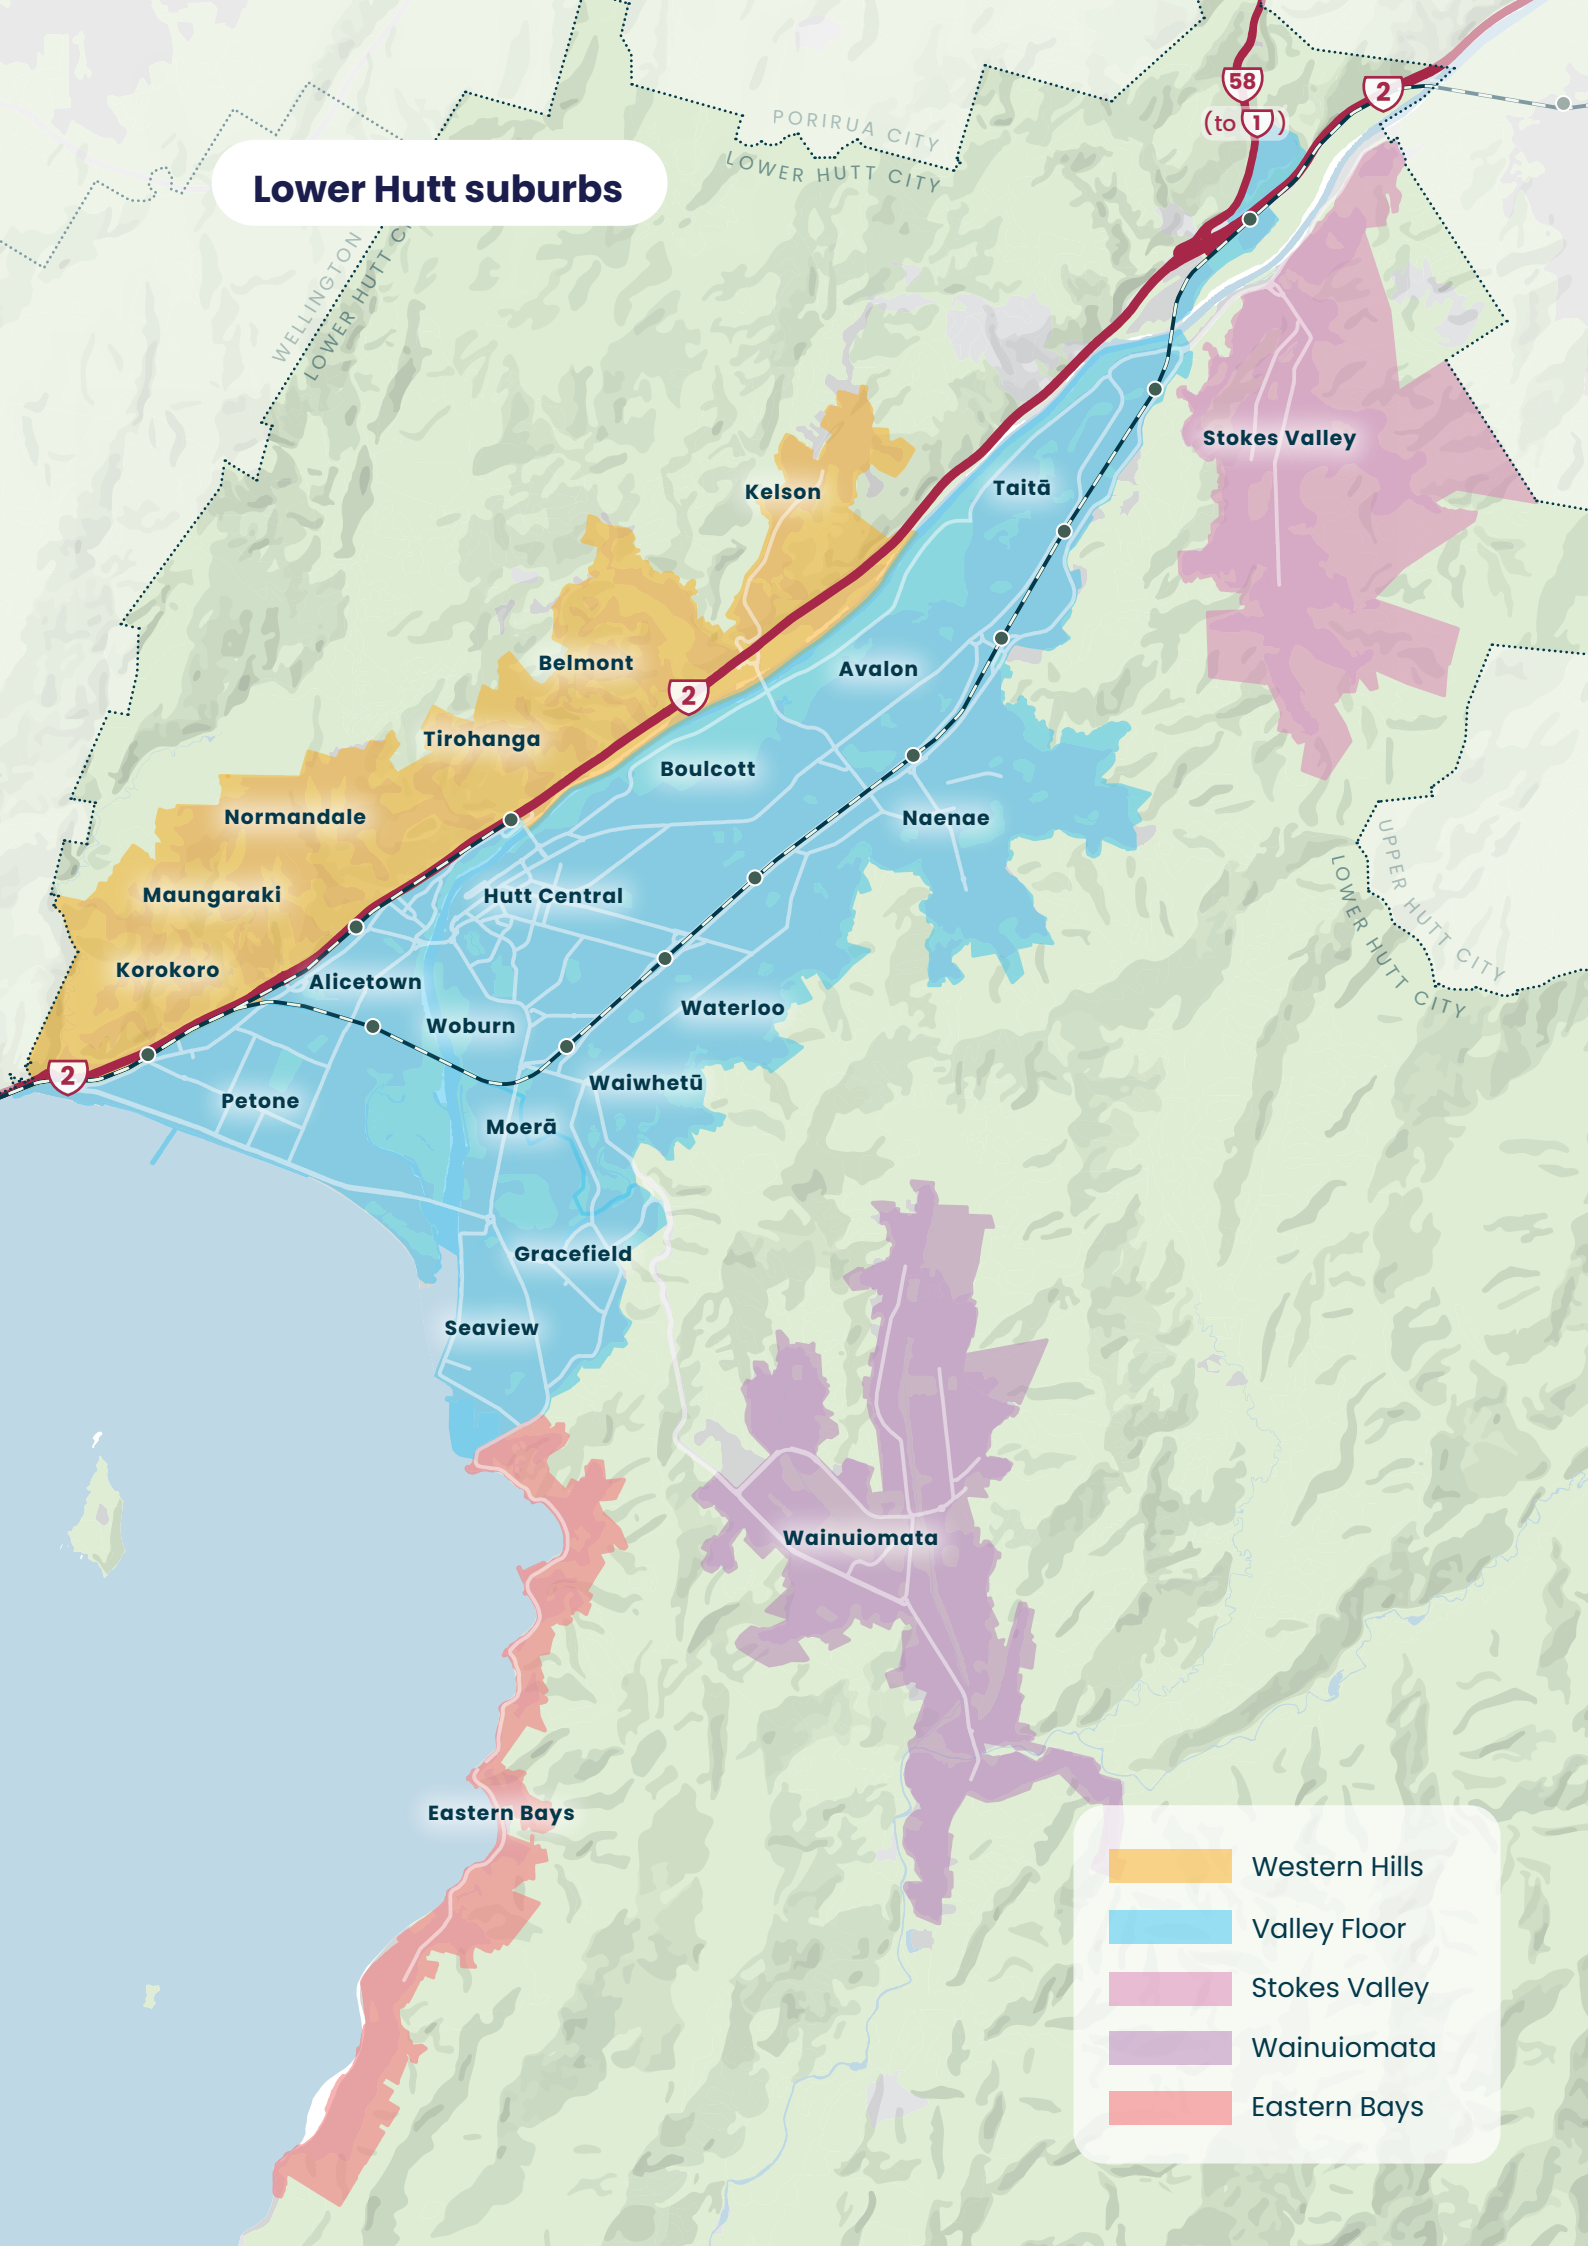 58
2
(to 1)
PORIRUA CITY
LOWER HUTT CITY
Lower Hutt suburbs
WELLINGTON
LOWER HUTT C
Stokes Valley
Kelson
Taitā
Belmont
Avalon
2
Tirohanga
Boulcott
Normandale
Naenae
Maungaraki
Hutt Central
UPPER HUTT CITY
LOWER HUTT CITY
Korokoro
Alicetown
Waterloo
Woburn
2
Waiwhetū
Petone
Moerā
Gracefield
Seaview
Wainuiomata
Eastern Bays
Western Hills
Valley Floor
Stokes Valley
Wainuiomata
Eastern Bays